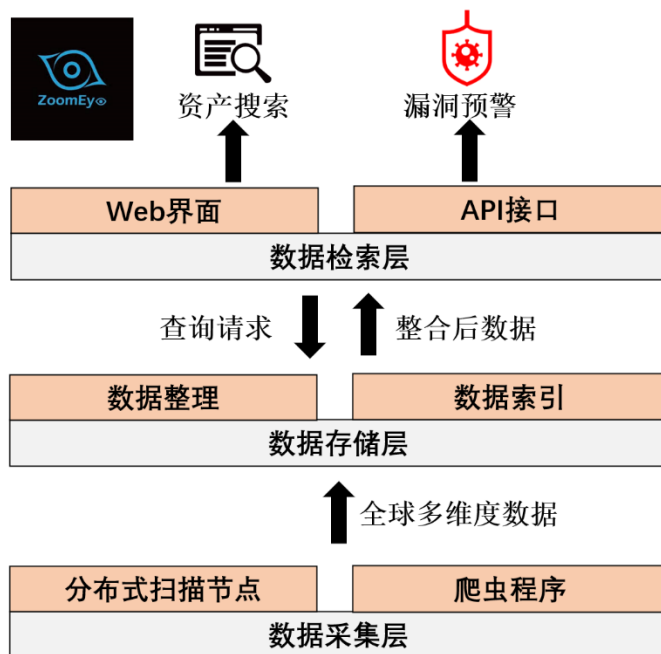 ZoomEye
资产搜索
漏洞预警
Web界面
API接口
数据检索层
查询请求
整合后数据
数据整理
数据索引
数据存储层
全球多维度数据
分布式扫描节点
爬虫程序
数据采集层